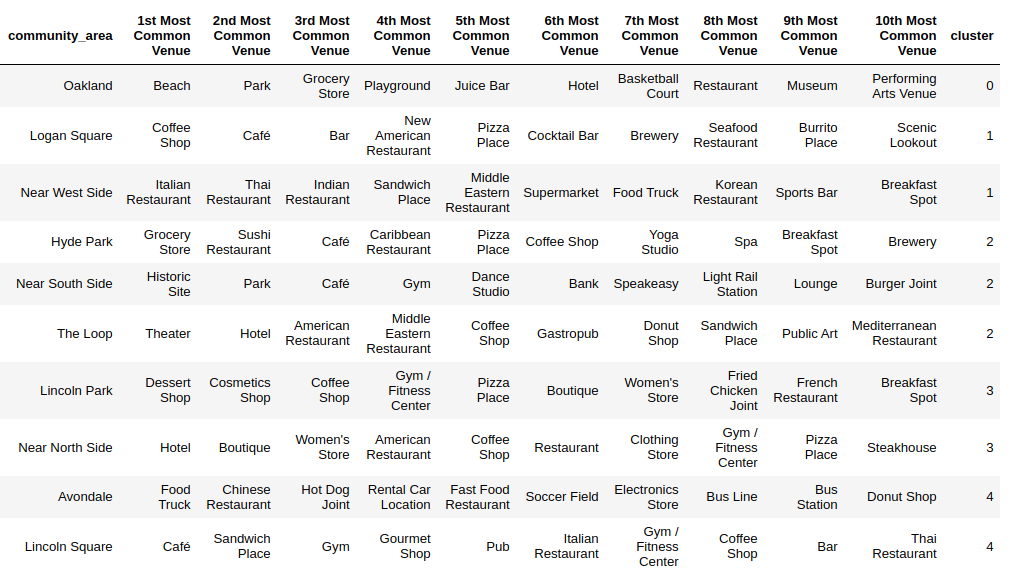 community_area 1st Most Common Venue 2nd Most Common Venue 3rd Most Common Venue 4th Most Common Venue 5th Most Common Venue 6th Most Common Venue 7th Most Common Venue 8th Most Common Venue 9th Most Common Venue 10th Most Common Venue cluster
Oakland Beach Park Grocery Store Playground Juice Bar Hotel Basketball Court Restaurant Museum Performing Arts Venue 0
Logan Square Coffee Shop Café Bar New American Restaurant Pizza Place Cocktail Bar Brewery Seafood Restaurant Burrito Place Scenic Lookout 1
Near West Side Italian Restaurant Thai Restaurant Indian Restaurant Sandwich Place Middle Eastern Restaurant Supermarket Food Truck Korean Restaurant Sports Bar Breakfast Spot 1
Hyde Park Grocery Store Sushi Restaurant Café Caribbean Restaurant Pizza Place Coffee Shop Yoga Studio Spa Breakfast Spot Brewery 2
Near South Side Historic Site Park Café Gym Dance Studio Bank Speakeasy Light Rail Station Lounge Burger Joint 2
The Loop Theater Hotel American Restaurant Middle Eastern Restaurant Coffee Shop Gastropub Donut Shop Sandwich Place Public Art Mediterranean Restaurant 2
Lincoln Park Dessert Shop Cosmetics Shop Coffee Shop Gym / Fitness Center Pizza Place Boutique Women's Store Fried Chicken Joint French Restaurant Breakfast Spot 3
Near North Side Hotel Boutique Women's Store American Restaurant Coffee Shop Restaurant Clothing Store Gym / Fitness Center Pizza Place Steakhouse 3
Avondale Food Truck Chinese Restaurant Hot Dog Joint Rental Car Location Fast Food Restaurant Soccer Field Electronics Store Bus Line Bus Station Donut Shop 4
Lincoln Square Café Sandwich Place Gym Gourmet Shop Pub Italian Restaurant Gym / Fitness Center Coffee Shop Bar Thai Restaurant 4